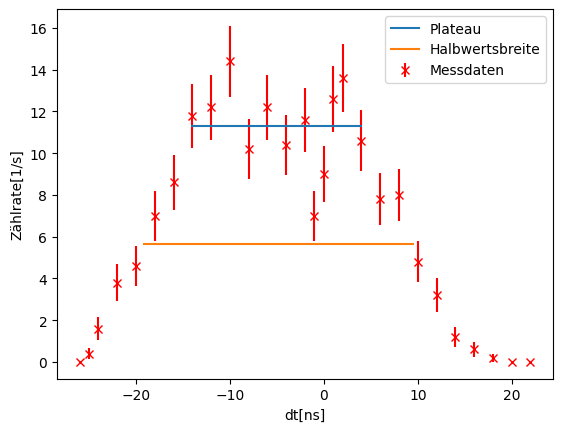 Plateau
Halbwertsbreite
Messdaten
Zählrate[1/s]
16
14
12
10
8
6
4
2
0
−20
−10
0
10
20
dt[ns]